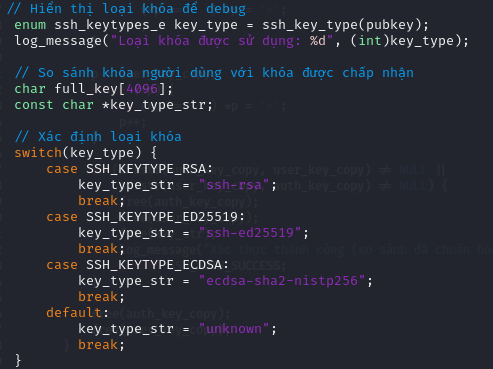 // Hiển thị loại khóa để debug
enum ssh_keytypes_e key_type = ssh_key_type(pubkey);
log_message("Loại khóa được sử dụng: %d", (int)key_type);

// So sánh khóa người dùng với khóa được chấp nhận
char full_key[4096];
const char *key_type_str;

// Xác định loại khóa
switch(key_type) {
    case SSH_KEYTYPE_RSA:
        key_type_str = "ssh-rsa";
        break;
    case SSH_KEYTYPE_ED25519:
        key_type_str = "ssh-ed25519";
        break;
    case SSH_KEYTYPE_ECDSA:
        key_type_str = "ecdsa-sha2-nistp256";
        break;
    default:
        key_type_str = "unknown";
        break;
}